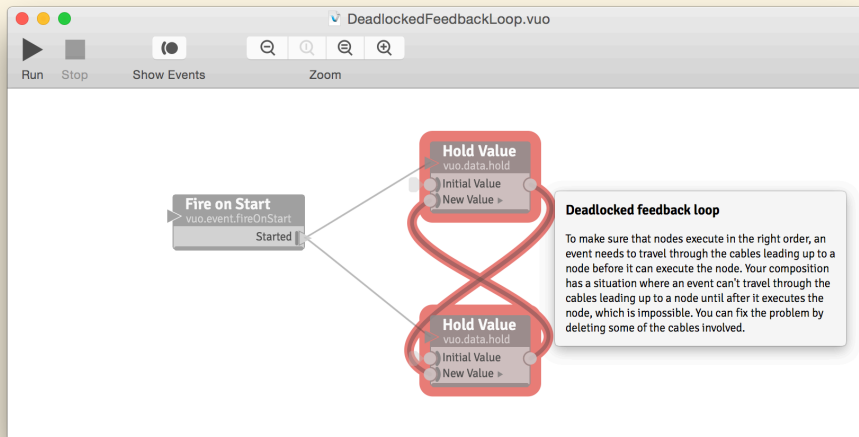 DeadlockedFeedbackLoop.vuo
Run Stop Show Events Zoom
Hold Value
vuo.data.hold
Initial Value
New Value
Fire on Start
vuo.event.fireOnStart
Started
Deadlocked feedback loop
To make sure that nodes execute in the right order, an
event needs to travel through the cables leading up to a
node before it can execute the node. Your composition
has a situation where an event can't travel through the
cables leading up to a node until after it executes the
node, which is impossible. You can fix the problem by
deleting some of the cables involved.
Hold Value
vuo.data.hold
Initial Value
New Value